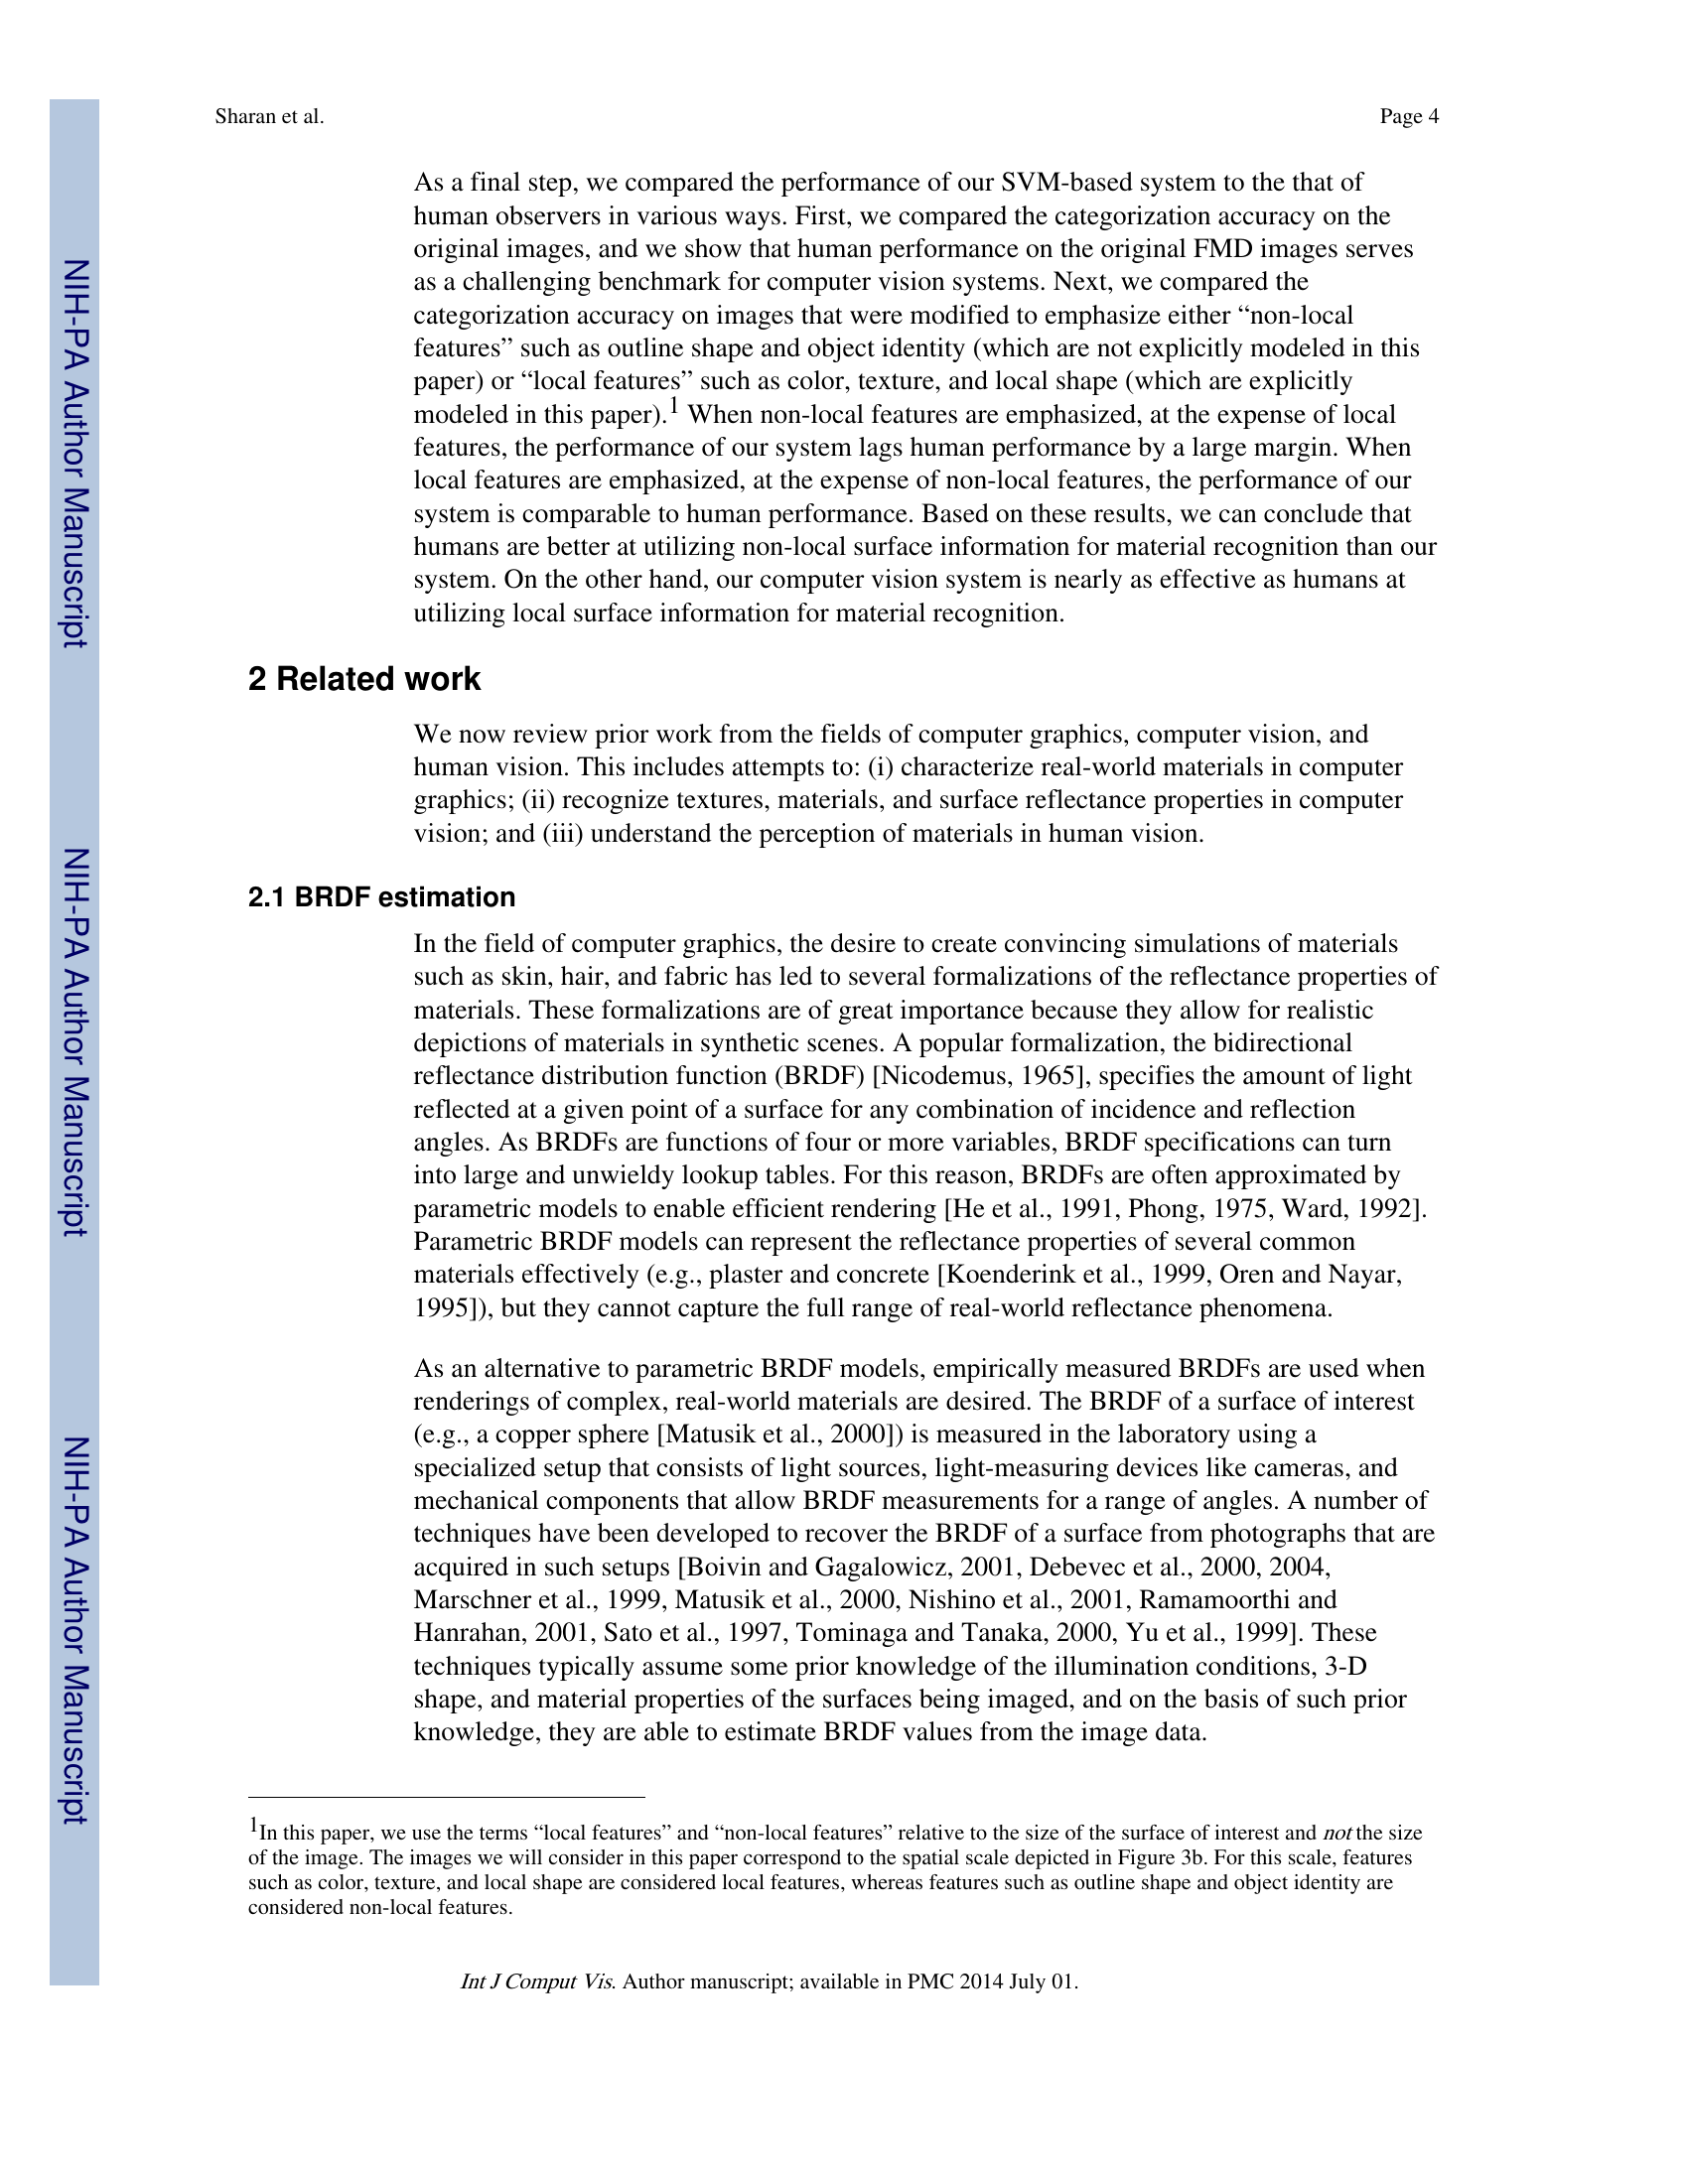 Sharan et al.
Page 4
As a final step, we compared the performance of our SVM-based system to the that of
human observers in various ways. First, we compared the categorization accuracy on the
original images, and we show that human performance on the original FMD images serves
as a challenging benchmark for computer vision systems. Next, we compared the
categorization accuracy on images that were modified to emphasize either “non-local
features” such as outline shape and object identity (which are not explicitly modeled in this
paper) or “local features” such as color, texture, and local shape (which are explicitly
modeled in this paper).1 When non-local features are emphasized, at the expense of local
features, the performance of our system lags human performance by a large margin. When
local features are emphasized, at the expense of non-local features, the performance of our
system is comparable to human performance. Based on these results, we can conclude that
humans are better at utilizing non-local surface information for material recognition than our
system. On the other hand, our computer vision system is nearly as effective as humans at
utilizing local surface information for material recognition.
2 Related work
We now review prior work from the fields of computer graphics, computer vision, and
human vision. This includes attempts to: (i) characterize real-world materials in computer
graphics; (ii) recognize textures, materials, and surface reflectance properties in computer
vision; and (iii) understand the perception of materials in human vision.
2.1 BRDF estimation
In the field of computer graphics, the desire to create convincing simulations of materials
such as skin, hair, and fabric has led to several formalizations of the reflectance properties of
materials. These formalizations are of great importance because they allow for realistic
depictions of materials in synthetic scenes. A popular formalization, the bidirectional
reflectance distribution function (BRDF) [Nicodemus, 1965], specifies the amount of light
reflected at a given point of a surface for any combination of incidence and reflection
angles. As BRDFs are functions of four or more variables, BRDF specifications can turn
into large and unwieldy lookup tables. For this reason, BRDFs are often approximated by
parametric models to enable efficient rendering [He et al., 1991, Phong, 1975, Ward, 1992].
Parametric BRDF models can represent the reflectance properties of several common
materials effectively (e.g., plaster and concrete [Koenderink et al., 1999, Oren and Nayar,
1995]), but they cannot capture the full range of real-world reflectance phenomena.
As an alternative to parametric BRDF models, empirically measured BRDFs are used when
renderings of complex, real-world materials are desired. The BRDF of a surface of interest
(e.g., a copper sphere [Matusik et al., 2000]) is measured in the laboratory using a
specialized setup that consists of light sources, light-measuring devices like cameras, and
mechanical components that allow BRDF measurements for a range of angles. A number of
techniques have been developed to recover the BRDF of a surface from photographs that are
acquired in such setups [Boivin and Gagalowicz, 2001, Debevec et al., 2000, 2004,
Marschner et al., 1999, Matusik et al., 2000, Nishino et al., 2001, Ramamoorthi and
Hanrahan, 2001, Sato et al., 1997, Tominaga and Tanaka, 2000, Yu et al., 1999]. These
techniques typically assume some prior knowledge of the illumination conditions, 3-D
shape, and material properties of the surfaces being imaged, and on the basis of such prior
knowledge, they are able to estimate BRDF values from the image data.
1In this paper, we use the terms “local features” and “non-local features” relative to the size of the surface of interest and not the size
of the image. The images we will consider in this paper correspond to the spatial scale depicted in Figure 3b. For this scale, features
such as color, texture, and local shape are considered local features, whereas features such as outline shape and object identity are
considered non-local features.
Int J Comput Vis. Author manuscript; available in PMC 2014 July 01.
NIH-PA Author Manuscript
NIH-PA Author Manuscript
NIH-PA Author Manuscript